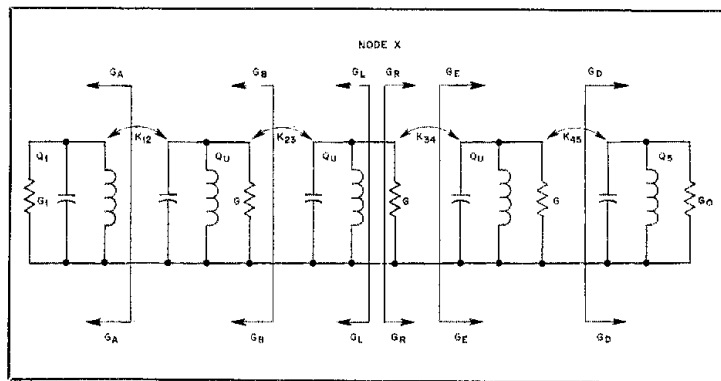 NODE X
GA GB GL GR GE GD
K12 K23 K34 K45
Q1 QU QU QU Q5
G1 G G G GO
GA GB GL GR GE GD